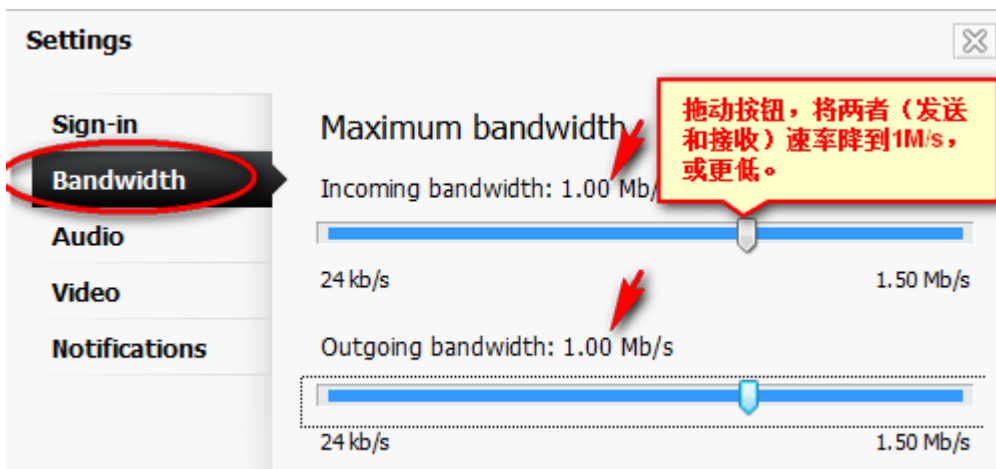 Settings
Sign-in
Bandwidth
Audio
Video
Notifications
Maximum bandwidth
Incoming bandwidth: 1.00 Mb/
拖动按钮，将两者（发送
和接收）速率降到1M/s，
或更低。
24 kb/s
1.50 Mb/s
Outgoing bandwidth: 1.00 Mb/s
24 kb/s
1.50 Mb/s